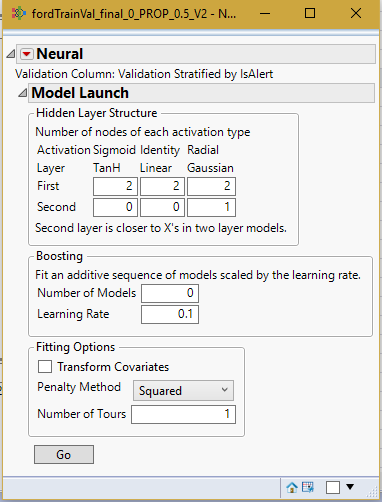 fordTrainVal_final_0_PROP_0.5_V2 - N...
Neural
Validation Column: Validation Stratified by IsAlert
Model Launch
Hidden Layer Structure
Number of nodes of each activation type
Activation Sigmoid Identity Radial
Layer TanH Linear Gaussian
First 2 2 2
Second 0 0 1
Second layer is closer to X's in two layer models.
Boosting
Fit an additive sequence of models scaled by the learning rate.
Number of Models 0
Learning Rate 0.1
Fitting Options
Transform Covariates
Penalty Method Squared
Number of Tours 1
Go